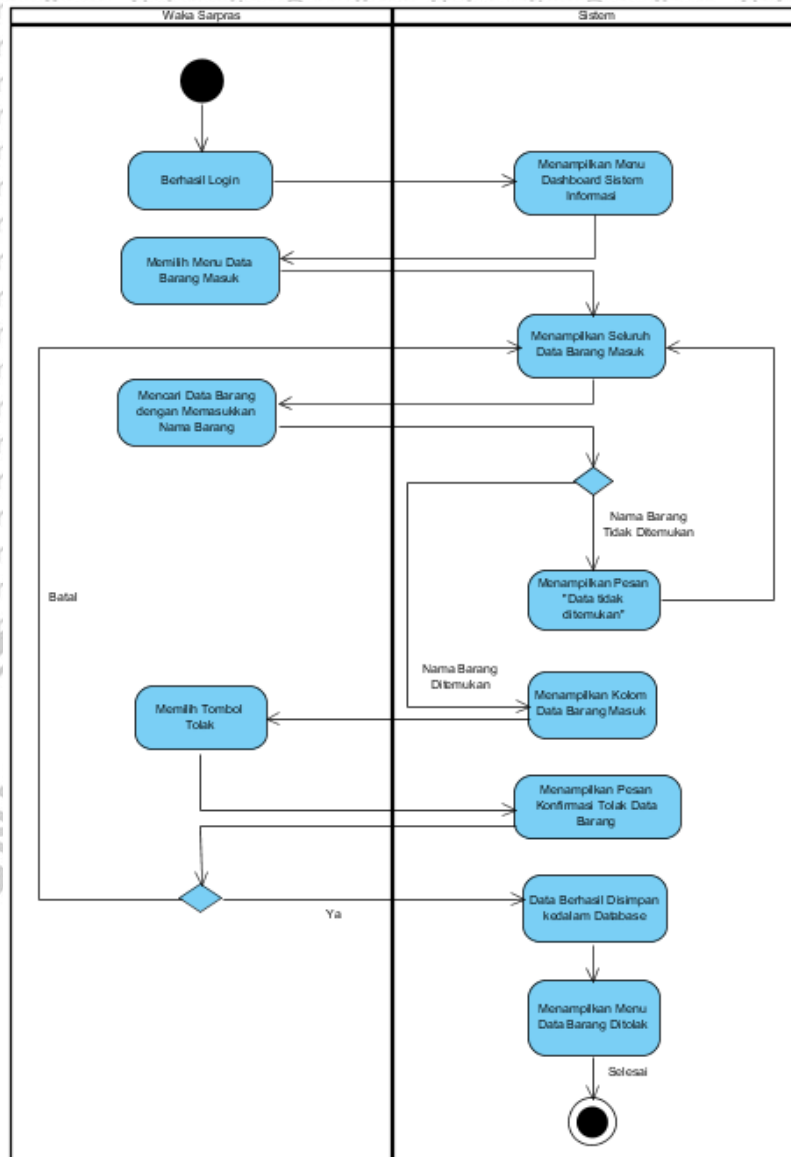 Waka Sarpras
Sistem
Berhasil Login
Menampilkan Menu
Dashboard Sistem
Informasi
Memilih Menu Data
Barang Masuk
Menampilkan Seluruh
Data Barang Masuk
Mencari Data Barang
dengan Memasukkan
Nama Barang
Nama Barang
Tidak Ditemukan
Menampilkan Pesan
"Data tidak
ditemukan"
Batal
Nama Barang
Ditemukan
Menampilkan Kolom
Data Barang Masuk
Memilih Tombol
Tolak
Menampilkan Pesan
Konfirmasi Tolak Data
Barang
Ya
Data Berhasil Disimpan
kedalam Database
Menampilkan Menu
Data Barang Ditolak
Selesai